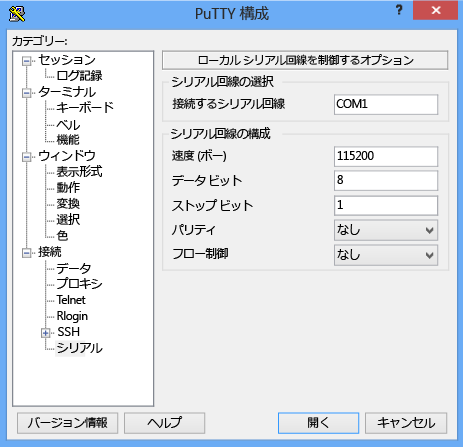 PuTTY 構成
?
カテゴリー:
セッション
ログ記録
ターミナル
キーボード
ベル
機能
ウィンドウ
表示形式
動作
変換
選択
色
接続
データ
プロキシ
Telnet
Rlogin
SSH
シリアル
ローカル シリアル回線を制御するオプション
シリアル回線の選択
接続するシリアル回線 COM1
シリアル回線の構成
速度 (ボー) 115200
データ ビット 8
ストップ ビット 1
パリティ なし
フロー制御 なし
バージョン情報 ヘルプ 開く キャンセル